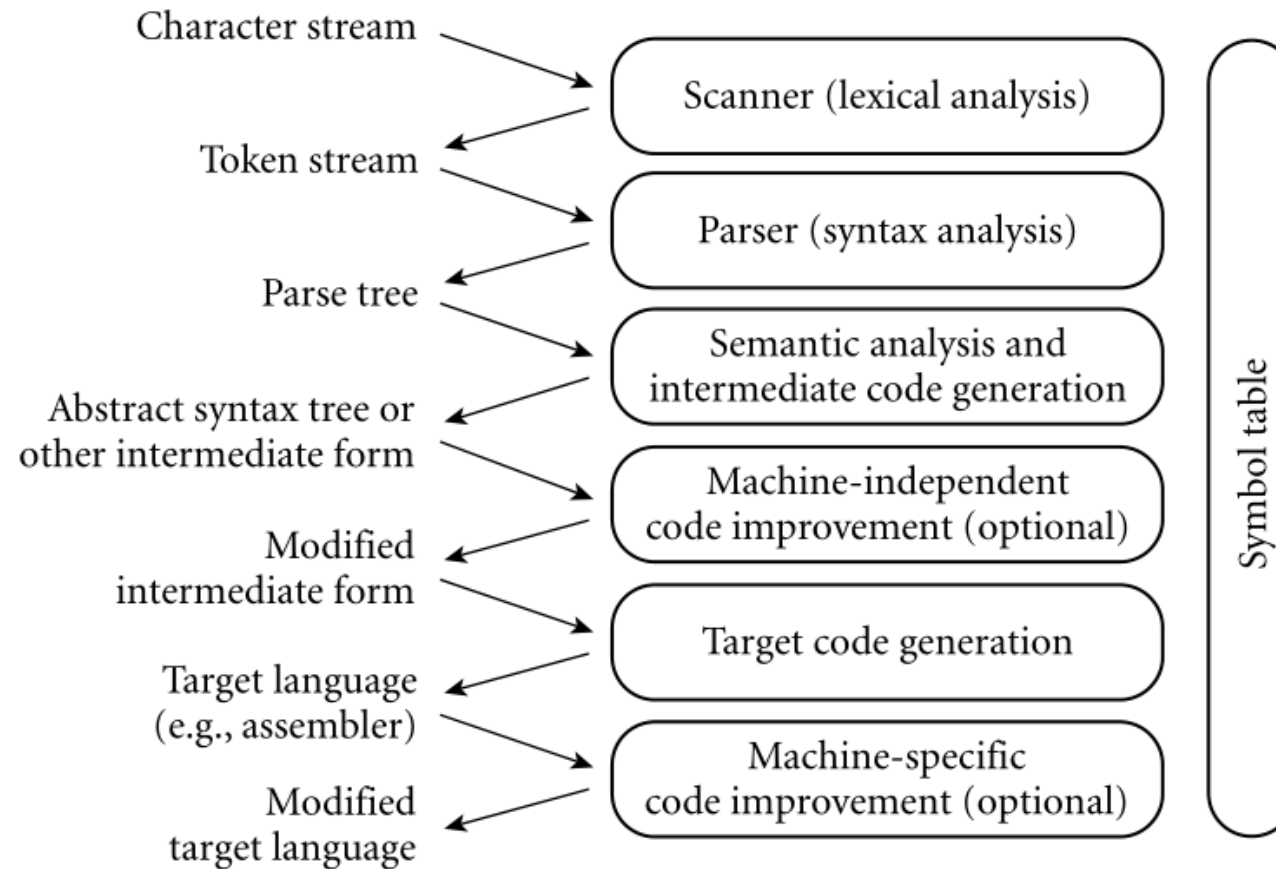 Character stream
Scanner (lexical analysis)
Token stream
Parser (syntax analysis)
Parse tree
Semantic analysis and
intermediate code generation
Abstract syntax tree or
other intermediate form
Machine-independent
code improvement (optional)
Modified
intermediate form
Target code generation
Target language
(e.g., assembler)
Machine-specific
code improvement (optional)
Modified
target language
Symbol table